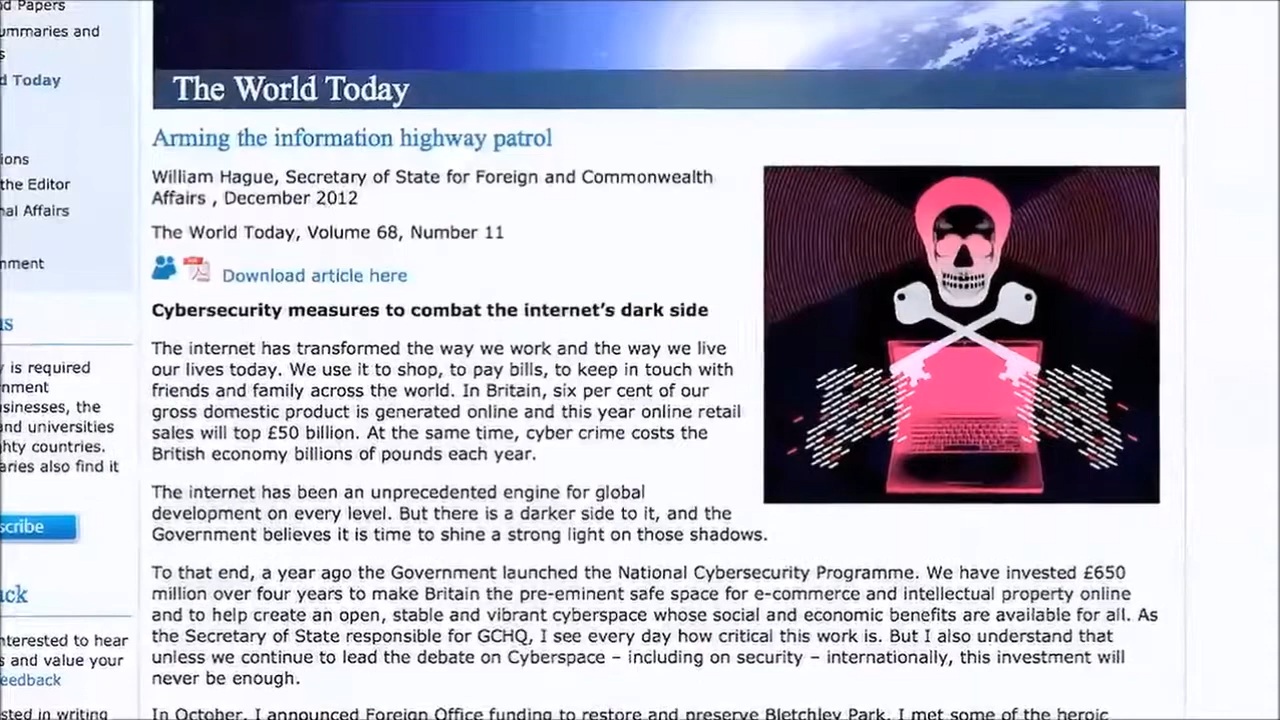 d Papers
ummaries and
s
d Today
The World Today
Arming the information highway patrol
ions
William Hague, Secretary of State for Foreign and Commonwealth
the Editor
Affairs , December 2012
nal Affairs
The World Today, Volume 68, Number 11
nment
Download article here
Cybersecurity measures to combat the internet's dark side
The internet has transformed the way we work and the way we live
our lives today. We use it to shop, to pay bills, to keep in touch with
friends and family across the world. In Britain, six per cent of our
gross domestic product is generated online and this year online retail
sales will top £50 billion. At the same time, cyber crime costs the
British economy billions of pounds each year.
The internet has been an unprecedented engine for global
development on every level. But there is a darker side to it, and the
Government believes it is time to shine a strong light on those shadows.
To that end, a year ago the Government launched the National Cybersecurity Programme. We have invested £650
million over four years to make Britain the pre-eminent safe space for e-commerce and intellectual property online
and to help create an open, stable and vibrant cyberspace whose social and economic benefits are available for all. As
the Secretary of State responsible for GCHQ, I see every day how critical this work is. But I also understand that
unless we continue to lead the debate on Cyberspace – including on security – internationally, this investment will
never be enough.
In October, I announced Foreign Office funding to restore and preserve Bletchley Park. I met some of the heroic
is
y is required
nment
usinesses, the
and universities
ghty countries.
aries also find it
scribe
ack
nterested to hear
s and value your
eedback
sted in writing